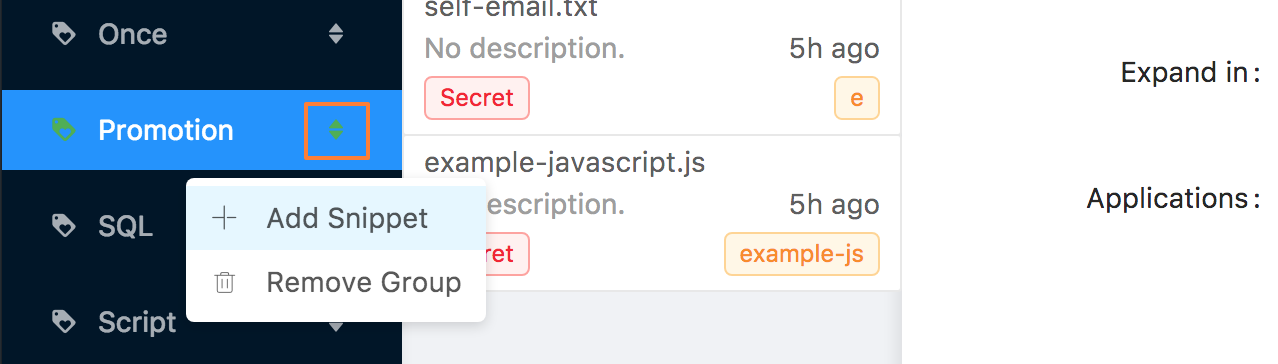 Once
Promotion
SQL
Script
Add Snippet
Remove Group
self-email.txt
No description.
5h ago
Secret
e
example-javascript.js
escription.
5h ago
ret
example-js
Expand in:
Applications: